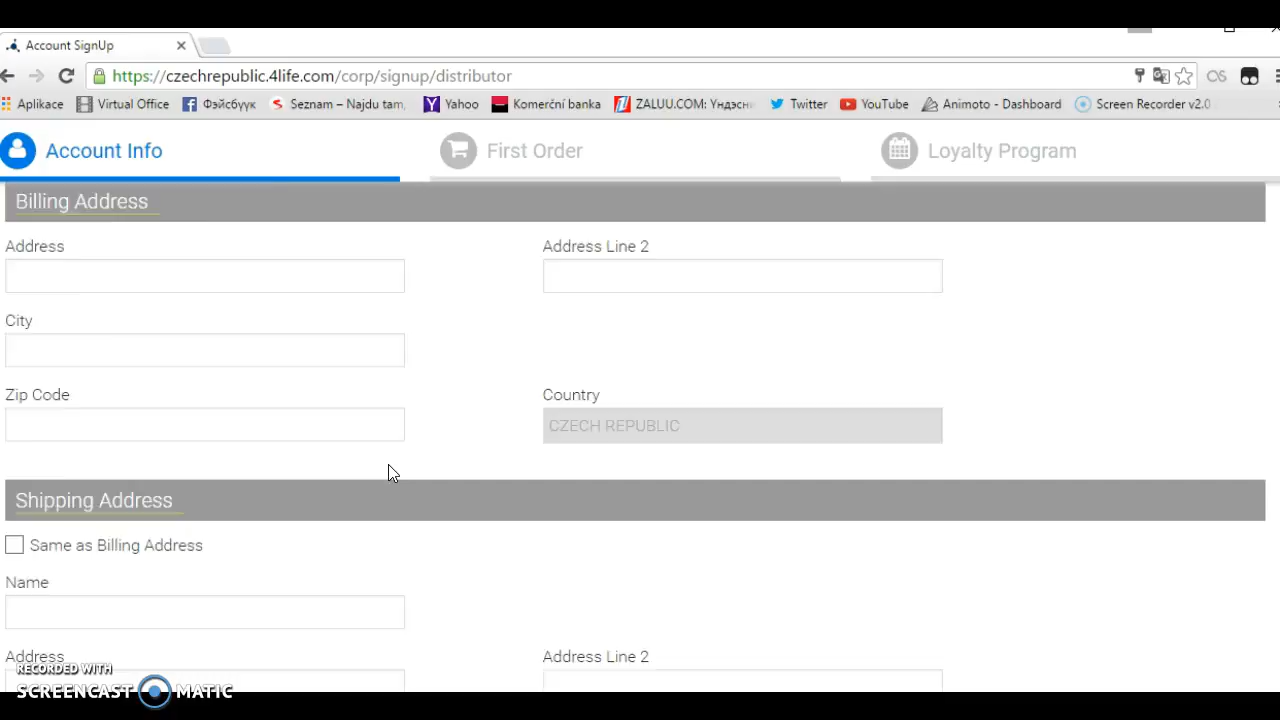 Account SignUp
https://czechrepublic.4life.com/corp/signup/distributor
Aplikace Virtual Office Фэйсбүүк Seznam – Najdu tam, Yahoo Komerční banka ZALUU.COM: Үндэсни Twitter YouTube Animoto - Dashboard Screen Recorder v2.0
Account Info First Order Loyalty Program
Billing Address
Address Address Line 2
City
Zip Code Country
CZECH REPUBLIC
Shipping Address
Same as Billing Address
Name
Address Address Line 2
RECORDED WITH
SCREENCAST MATIC